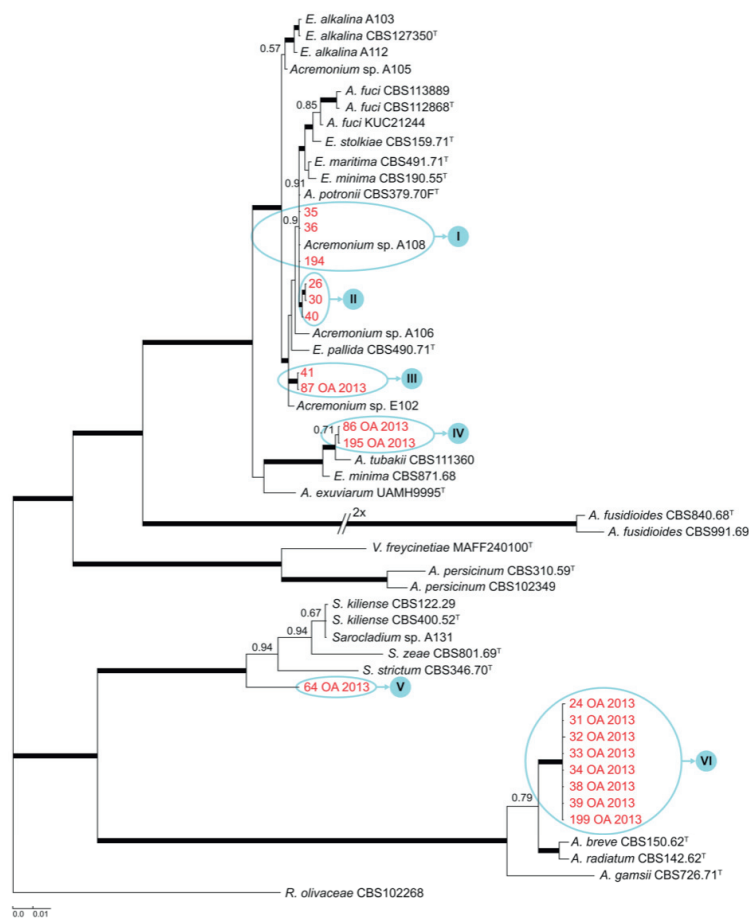 E. alkalina A103
E. alkalina CBS127350ᵀ
0.57
E. alkalina A112
Acremonium sp. A105
A. fuci CBS113889
0.85
A. fuci CBS112868ᵀ
A. fuci KUC21244
E. stolkiae CBS159.71ᵀ
E. maritima CBS491.71ᵀ
E. minima CBS190.55ᵀ
0.91
A. potronii CBS379.70Fᵀ
35
0.9
36
I
Acremonium sp. A108
194
26
30
II
40
Acremonium sp. A106
E. pallida CBS490.71ᵀ
41
III
87 OA 2013
Acremonium sp. E102
0.71
86 OA 2013
IV
195 OA 2013
A. tubakii CBS111360
E. minima CBS871.68
A. exuviarum UAMH9995ᵀ
2x
A. fusidioides CBS840.68ᵀ
A. fusidioides CBS991.69
V. freycinetiae MAFF240100ᵀ
A. persicinum CBS310.59ᵀ
A. persicinum CBS102349
S. kiliense CBS122.29
0.67
S. kiliense CBS400.52ᵀ
0.94
Sarocladium sp. A131
0.94
S. zeae CBS801.69ᵀ
S. strictum CBS346.70ᵀ
64 OA 2013
V
24 OA 2013
31 OA 2013
32 OA 2013
33 OA 2013
VI
34 OA 2013
38 OA 2013
39 OA 2013
0.79
199 OA 2013
A. breve CBS150.62ᵀ
A. radiatum CBS142.62ᵀ
A. gamsii CBS726.71ᵀ
R. olivaceae CBS102268
0.0 0.01